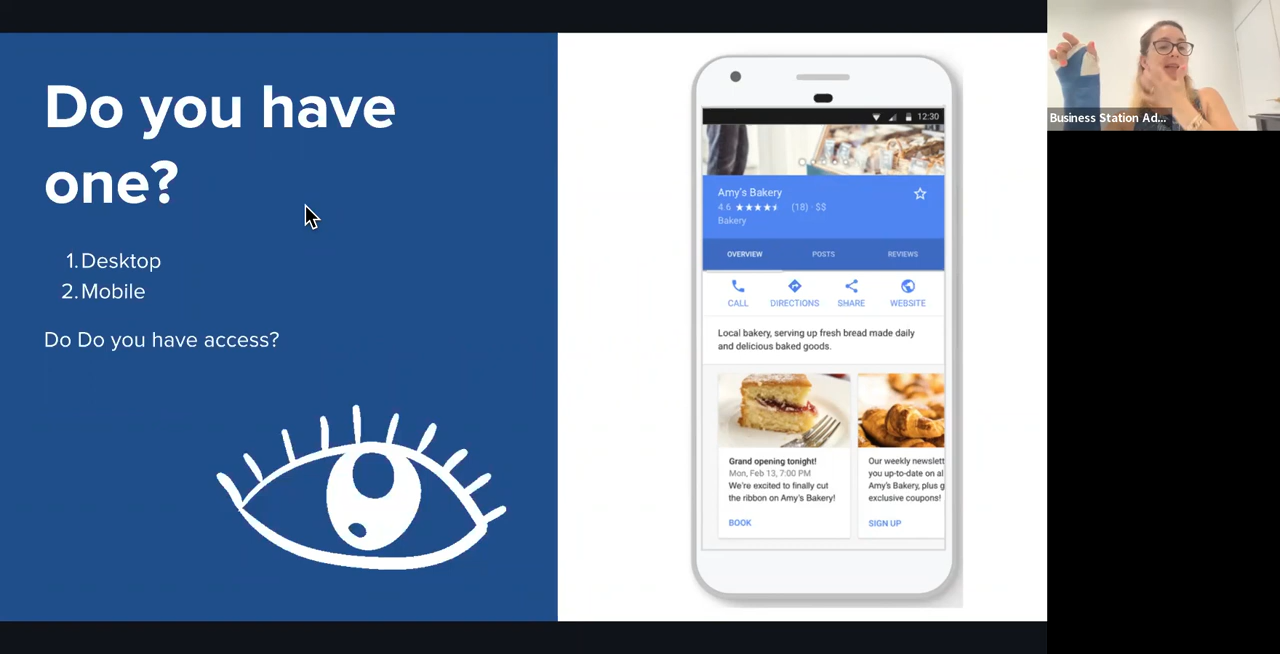 Do you have
one?
1. Desktop
2. Mobile
Do Do you have access?
12:30
Amy's Bakery
4.6 (18) · $$
Bakery
OVERVIEW POSTS REVIEWS
CALL DIRECTIONS SHARE WEBSITE
Local bakery, serving up fresh bread made daily
and delicious baked goods.
Grand opening tonight!
Mon, Feb 13, 7:00 PM
We're excited to finally cut
the ribbon on Amy's Bakery!
BOOK
Our weekly newslett
you up-to-date on al
Amy's Bakery, plus g
exclusive coupons!
SIGN UP
Business Station Ad...